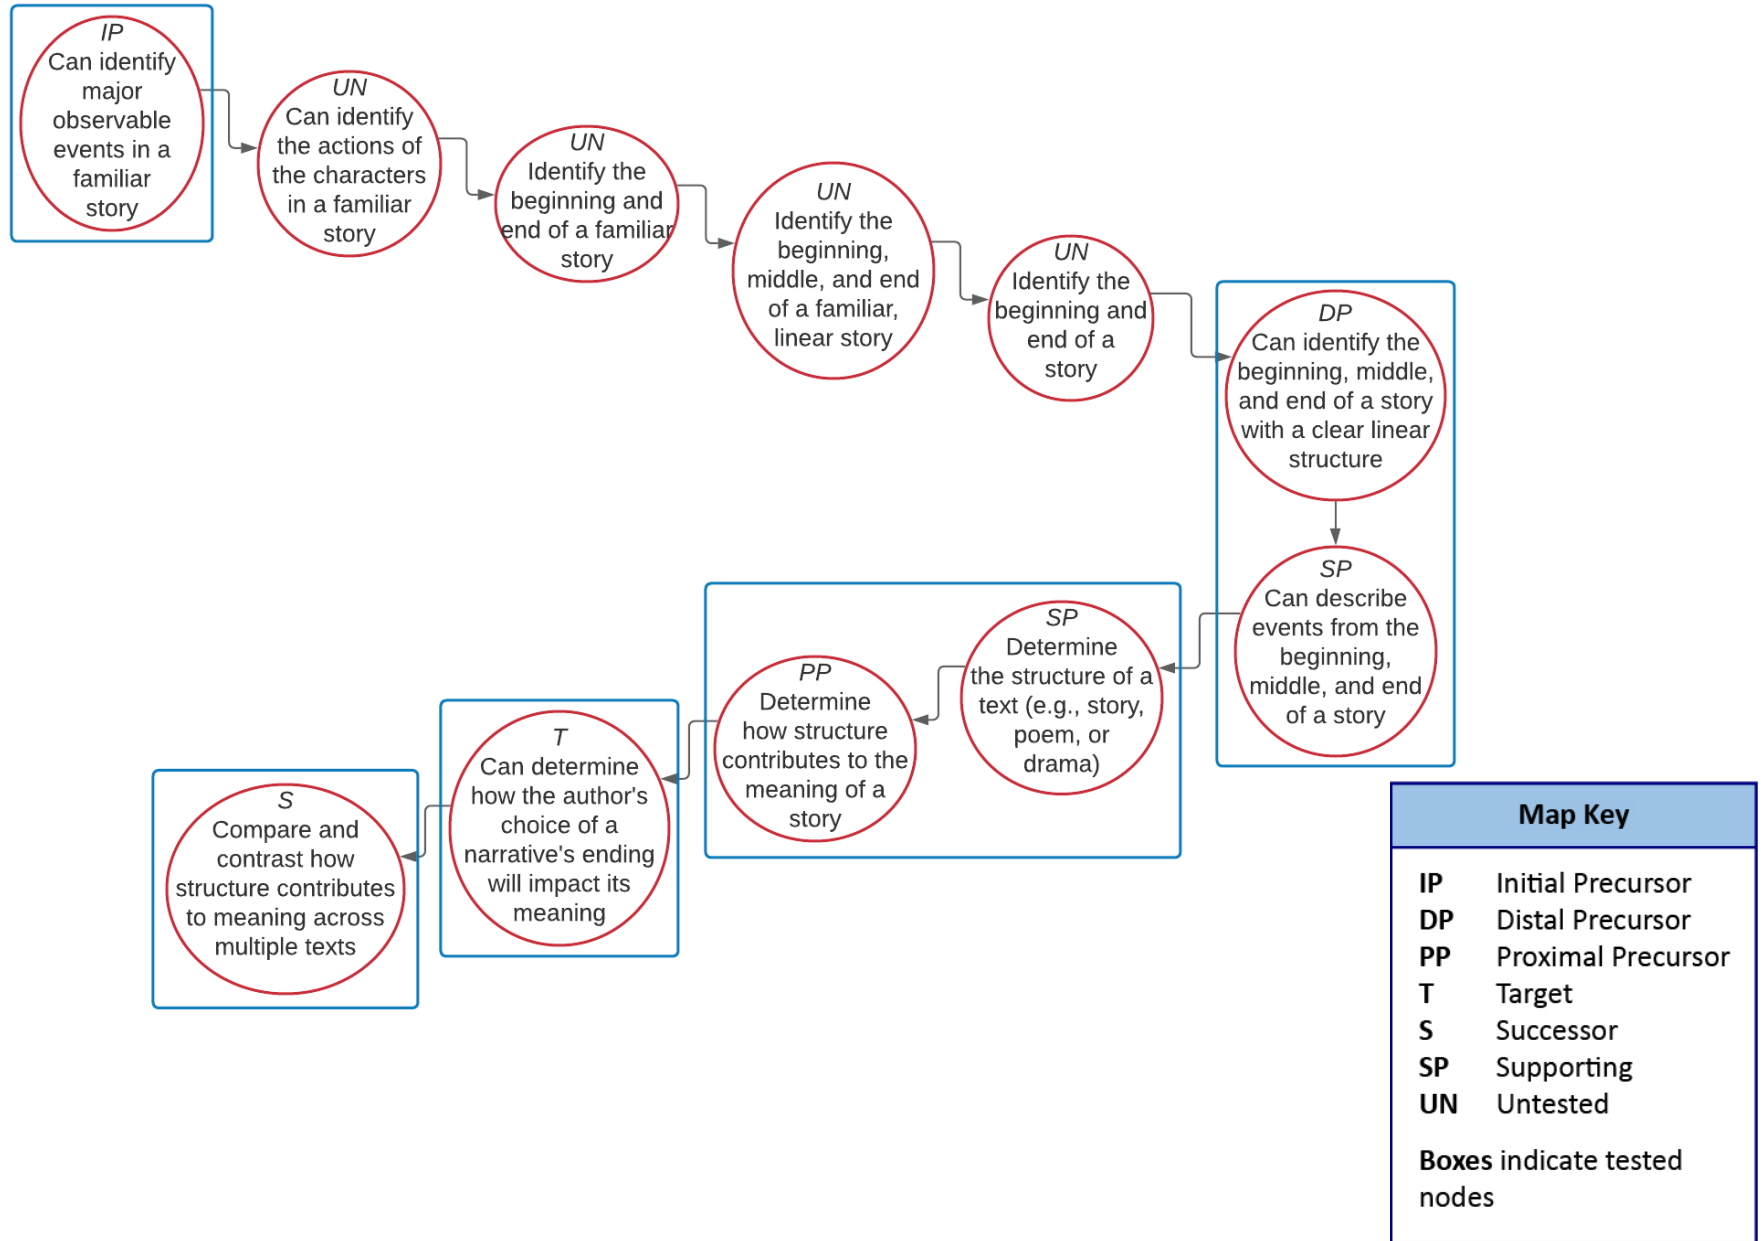 IP
Can identify
major
observable
events in a
familiar
story
UN
Can identify
the actions of
the characters
in a familiar
story
UN
Identify the
beginning and
end of a familiar
story
UN
Identify the
beginning,
middle, and end
of a familiar,
linear story
UN
Identify the
beginning and
end of a
story
DP
Can identify the
beginning, middle,
and end of a story
with a clear linear
structure
SP
Can describe
events from the
beginning,
middle, and end
of a story
SP
Determine
the structure of a
text (e.g., story,
poem, or
drama)
PP
Determine
how structure
contributes to the
meaning of a
story
T
Can determine
how the author's
choice of a
narrative's ending
will impact its
meaning
S
Compare and
contrast how
structure contributes
to meaning across
multiple texts
Map Key
IP Initial Precursor
DP Distal Precursor
PP Proximal Precursor
T Target
S Successor
SP Supporting
UN Untested
Boxes indicate tested
nodes